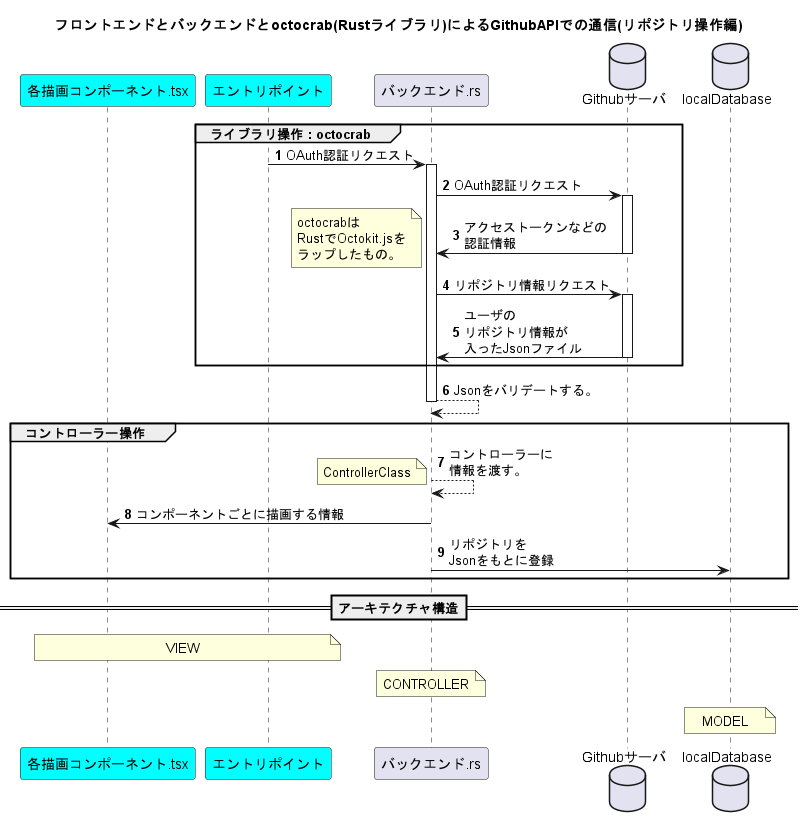 フロントエンドとバックエンドとoctocrab(Rustライブラリ)によるGithubAPIでの通信(リポジトリ操作編)
各描画コンポーネント.tsx
エントリポイント
バックエンド.rs
Githubサーバ
localDatabase
ライブラリ操作：octocrab
1 OAuth認証リクエスト
2 OAuth認証リクエスト
octocrabは
RustでOctokit.jsを
ラップしたもの。
3 アクセストークンなどの
認証情報
4 リポジトリ情報リクエスト
ユーザの
5 リポジトリ情報が
入ったJsonファイル
6 Jsonをバリデートする。
コントローラー操作
7 コントローラーに
情報を渡す。
ControllerClass
8 コンポーネントごとに描画する情報
9 リポジトリを
Jsonをもとに登録
アーキテクチャ構造
VIEW
CONTROLLER
MODEL
各描画コンポーネント.tsx
エントリポイント
バックエンド.rs
Githubサーバ
localDatabase